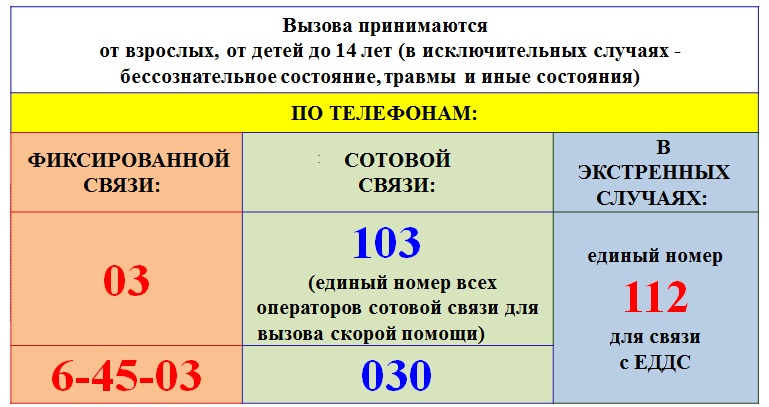 Вызова принимаются
от взрослых, от детей до 14 лет (в исключительных случаях -
бессознательное состояние, травмы и иные состояния)
ПО ТЕЛЕФОНАМ:
ФИКСИРОВАННОЙ
СВЯЗИ:
СОТОВОЙ
СВЯЗИ:
В
ЭКСТРЕННЫХ
СЛУЧАЯХ:
03
103
(единый номер всех
операторов сотовой связи для
вызова скорой помощи)
единый номер
112
для связи
с ЕДДС
6-45-03
030